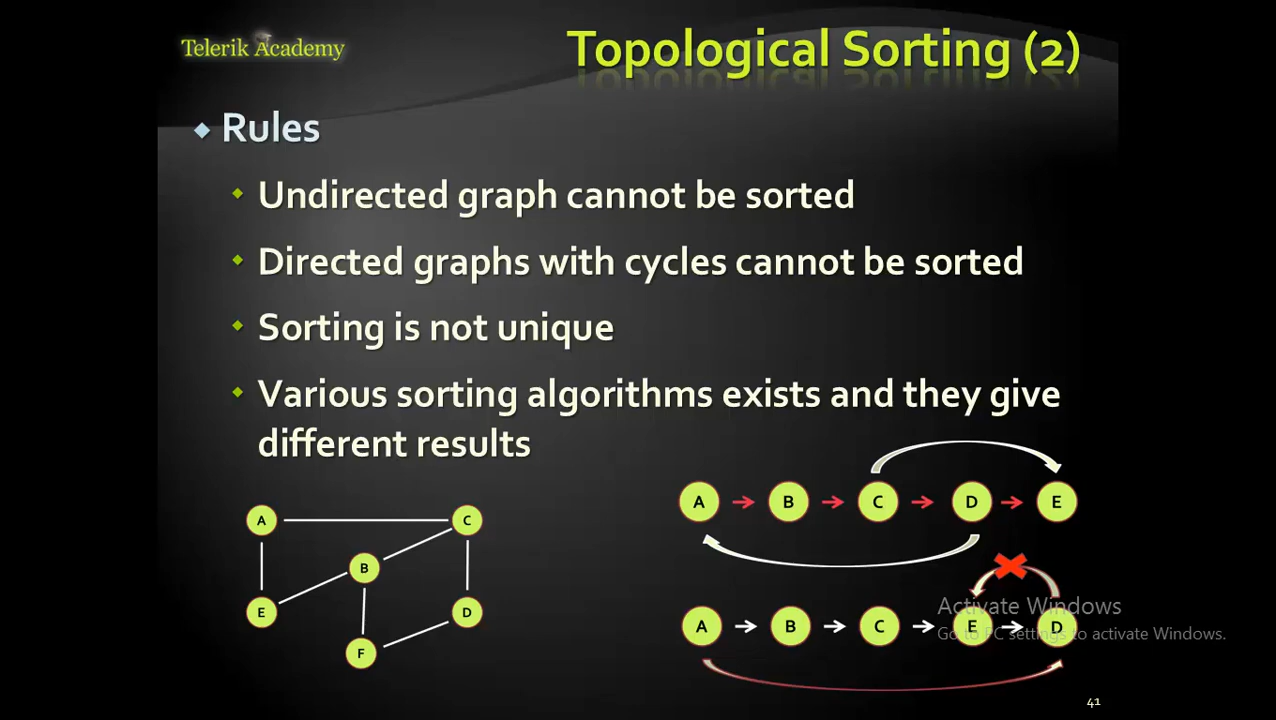 Telerik Academy
Topological Sorting (2)
Rules
Undirected graph cannot be sorted
Directed graphs with cycles cannot be sorted
Sorting is not unique
Various sorting algorithms exists and they give
different results
A B C D E
A C
B
E D
F
A B C E D
Activate Windows
Go to PC settings to activate Windows.
41